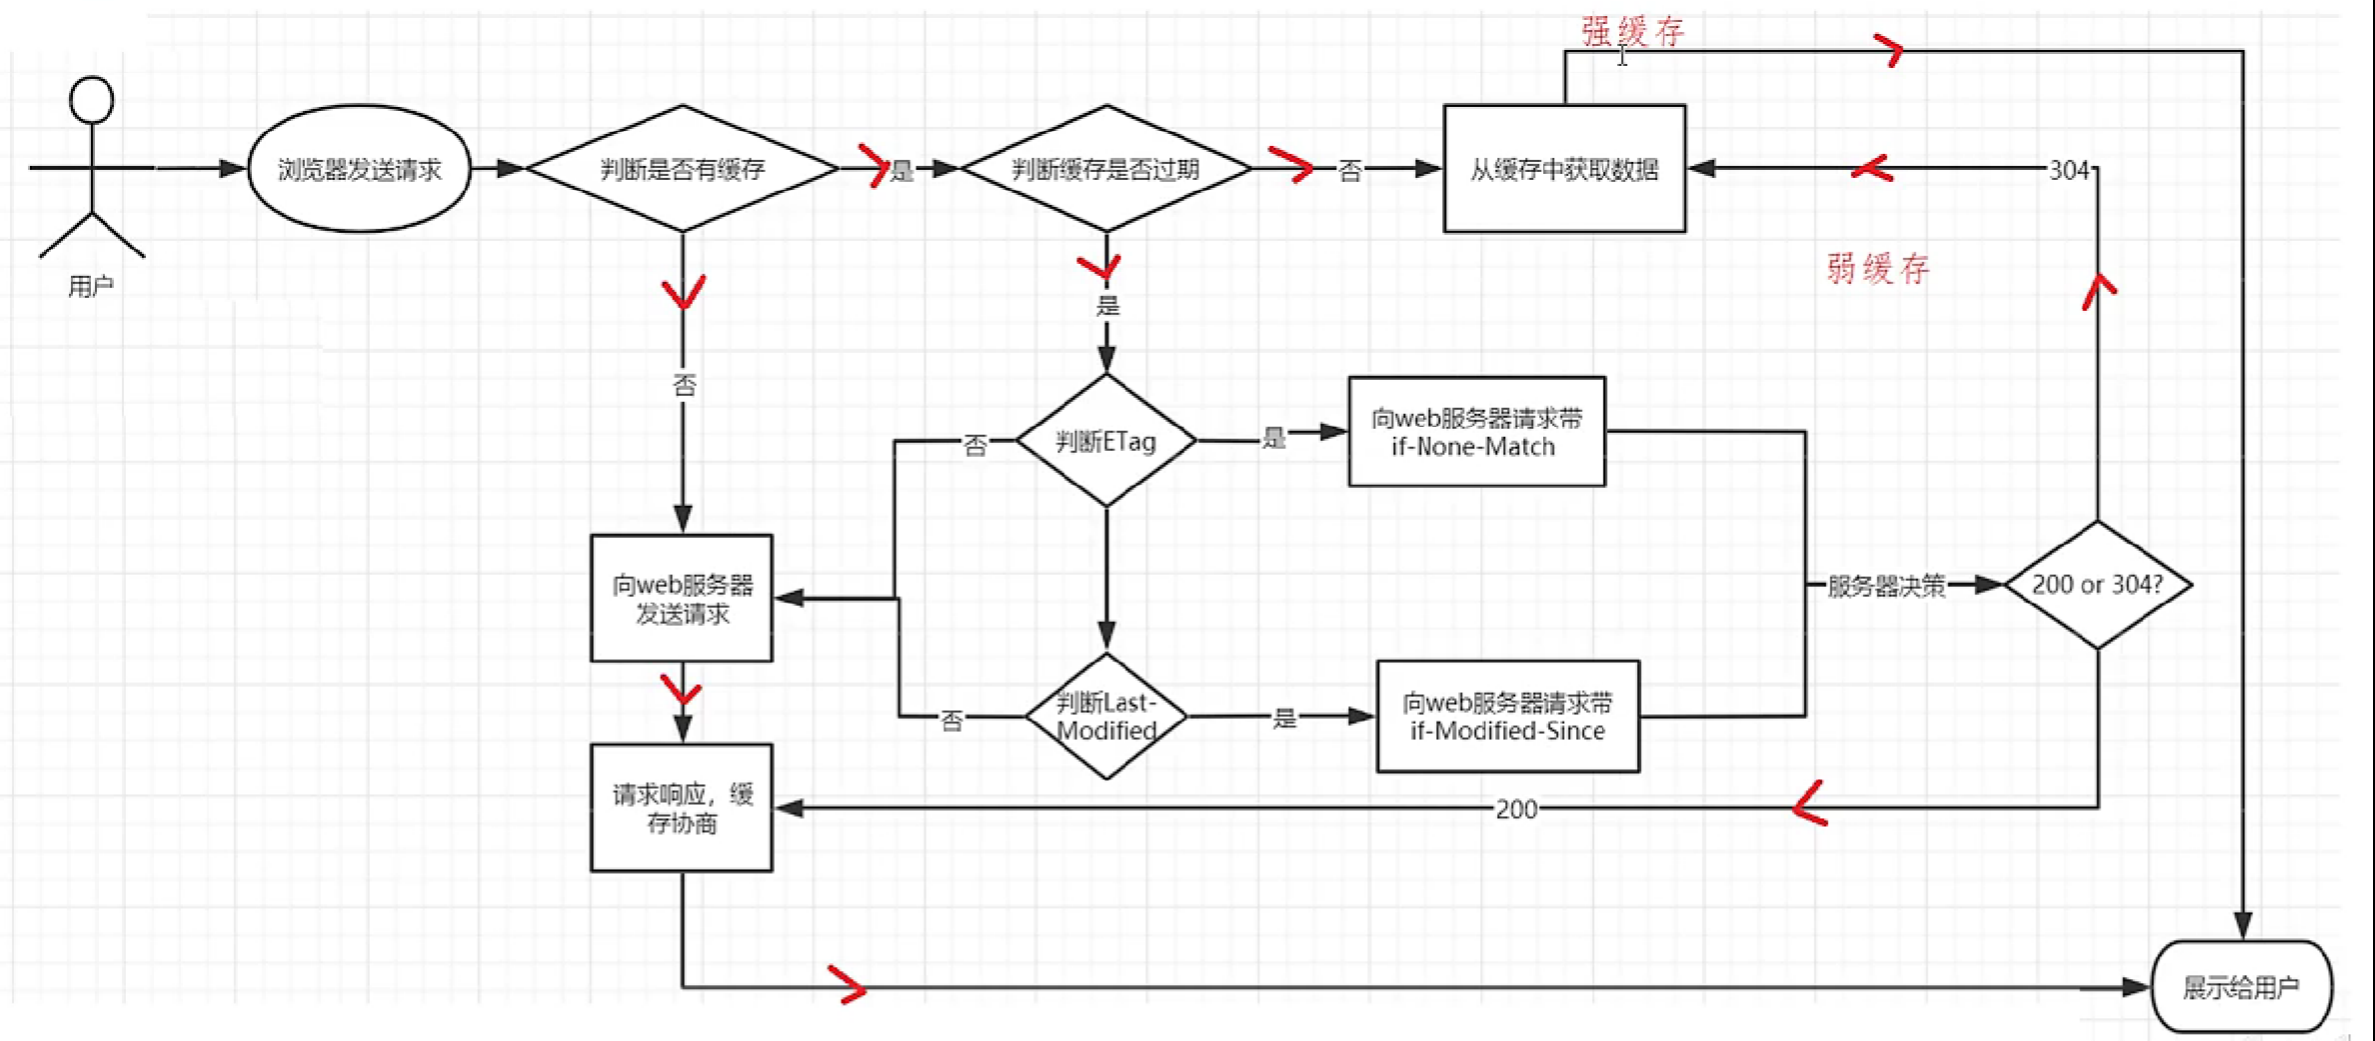 强缓存
浏览器发送请求
判断是否有缓存
是
判断缓存是否过期
否
从缓存中获取数据
304
用户
弱缓存
是
否
判断ETag
否
是
向web服务器请求带
if-None-Match
向web服务器
发送请求
服务器决策
200 or 304?
判断Last-
Modified
否
是
向web服务器请求带
if-Modified-Since
请求响应，缓
存协商
200
展示给用户